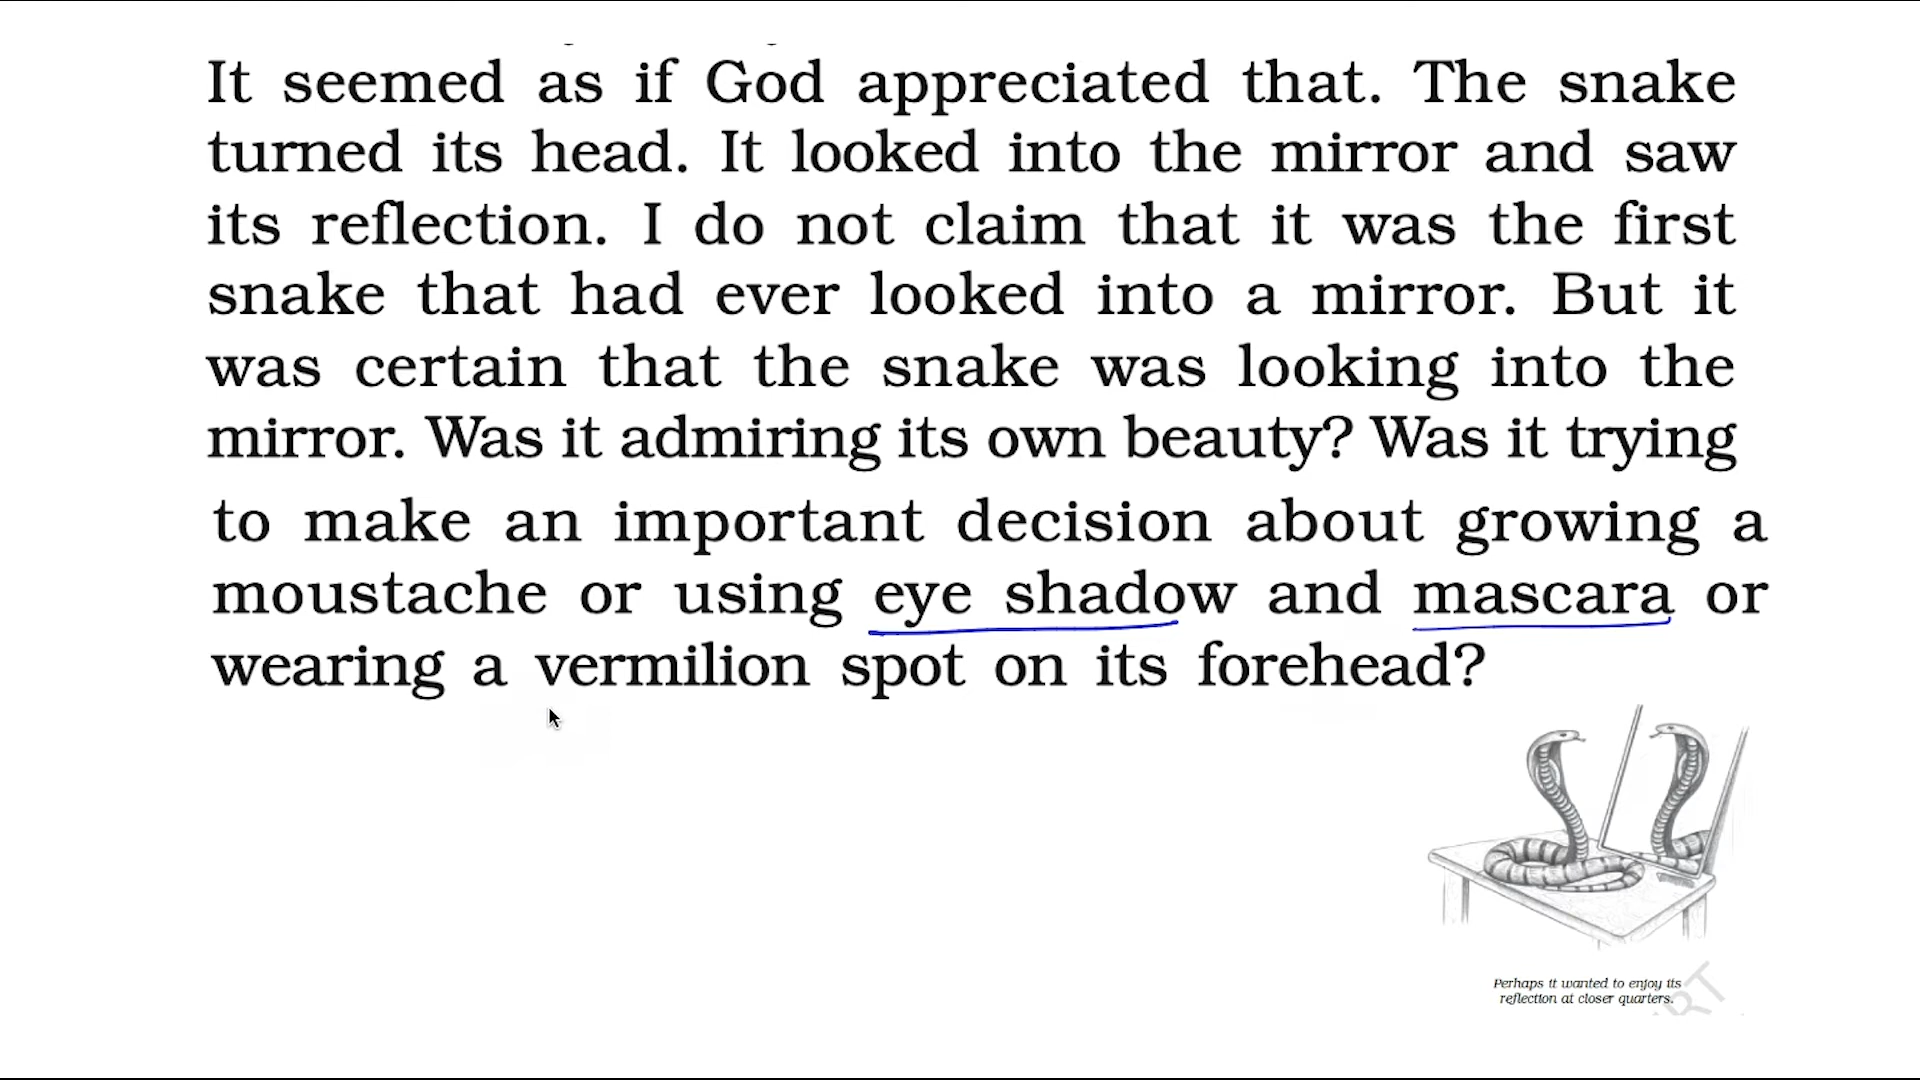 It seemed as if God appreciated that. The snake
turned its head. It looked into the mirror and saw
its reflection. I do not claim that it was the first
snake that had ever looked into a mirror. But it
was certain that the snake was looking into the
mirror. Was it admiring its own beauty? Was it trying
to make an important decision about growing a
moustache or using eye shadow and mascara or
wearing a vermilion spot on its forehead?
Perhaps it wanted to enjoy its
reflection at closer quarters.